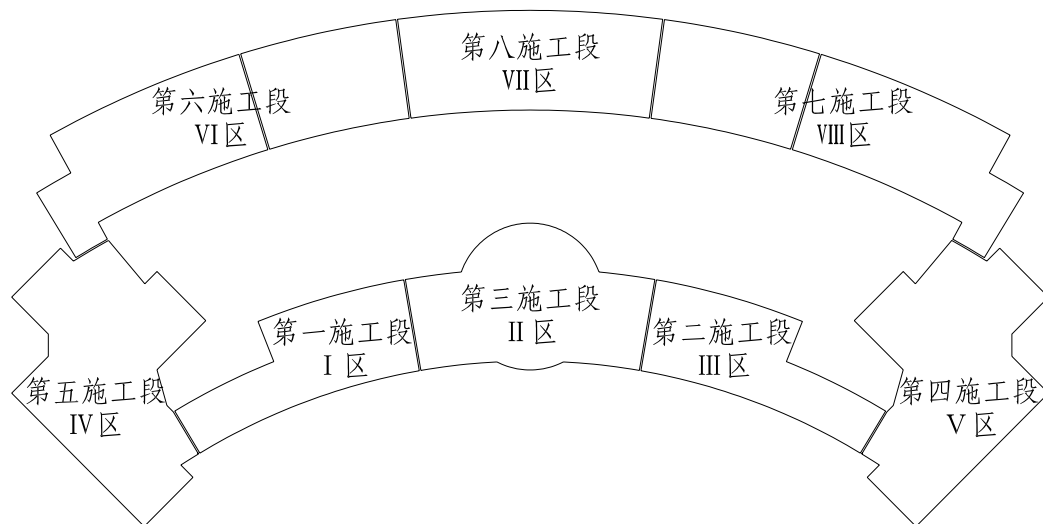 第八施工段
VII区
第六施工段
VI区
第七施工段
VIII区
第三施工段
II区
第一施工段
I区
第二施工段
III区
第五施工段
IV区
第四施工段
V区